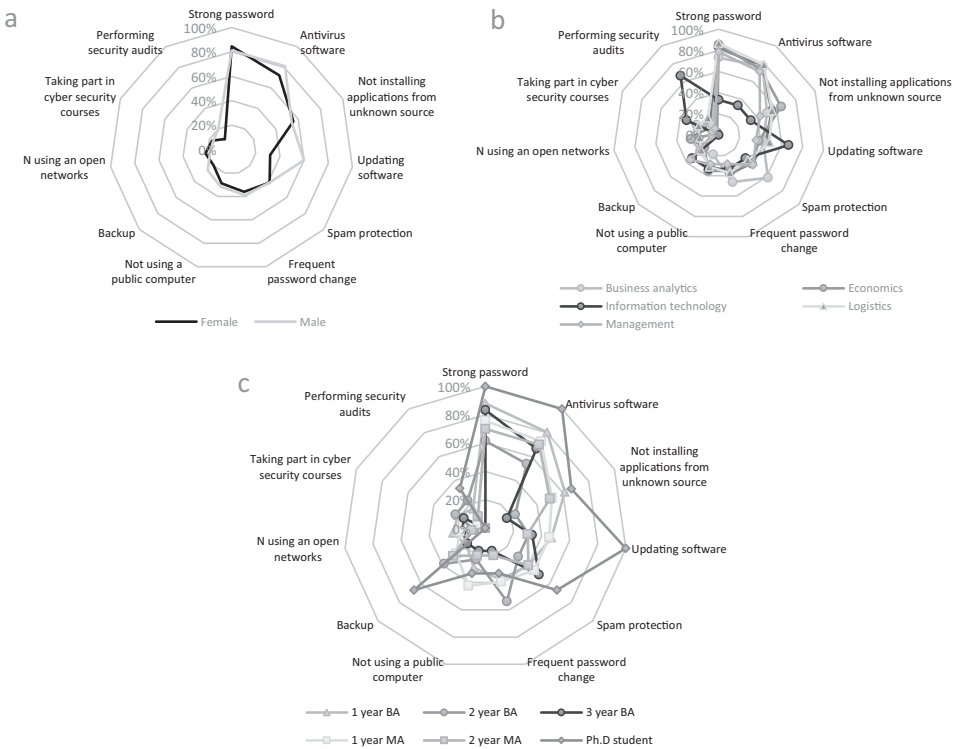 a
Strong password
100%
80%
60%
40%
20%
0%
Antivirus
software
Not installing
applications from
unknown source
Updating
software
Spam protection
Frequent
password change
Not using a
public computer
Backup
N using an open
networks
Taking part in
cyber security
courses
Performing
security audits
Female
Male
b
Strong password
100%
80%
60%
40%
20%
0%
Antivirus software
Not installing applications
from unknown source
Updating software
Spam protection
Frequent password
change
Not using a public
computer
Backup
N using an open networks
Taking part in cyber
security courses
Performing security
audits
Business analytics
Economics
Information technology
Logistics
Management
c
Strong password
100%
80%
60%
40%
20%
0%
Antivirus software
Not installing
applications from
unknown source
Updating software
Spam protection
Frequent password
change
Not using a public
computer
Backup
N using an open
networks
Taking part in cyber
security courses
Performing security
audits
1 year BA
2 year BA
3 year BA
1 year MA
2 year MA
Ph.D student